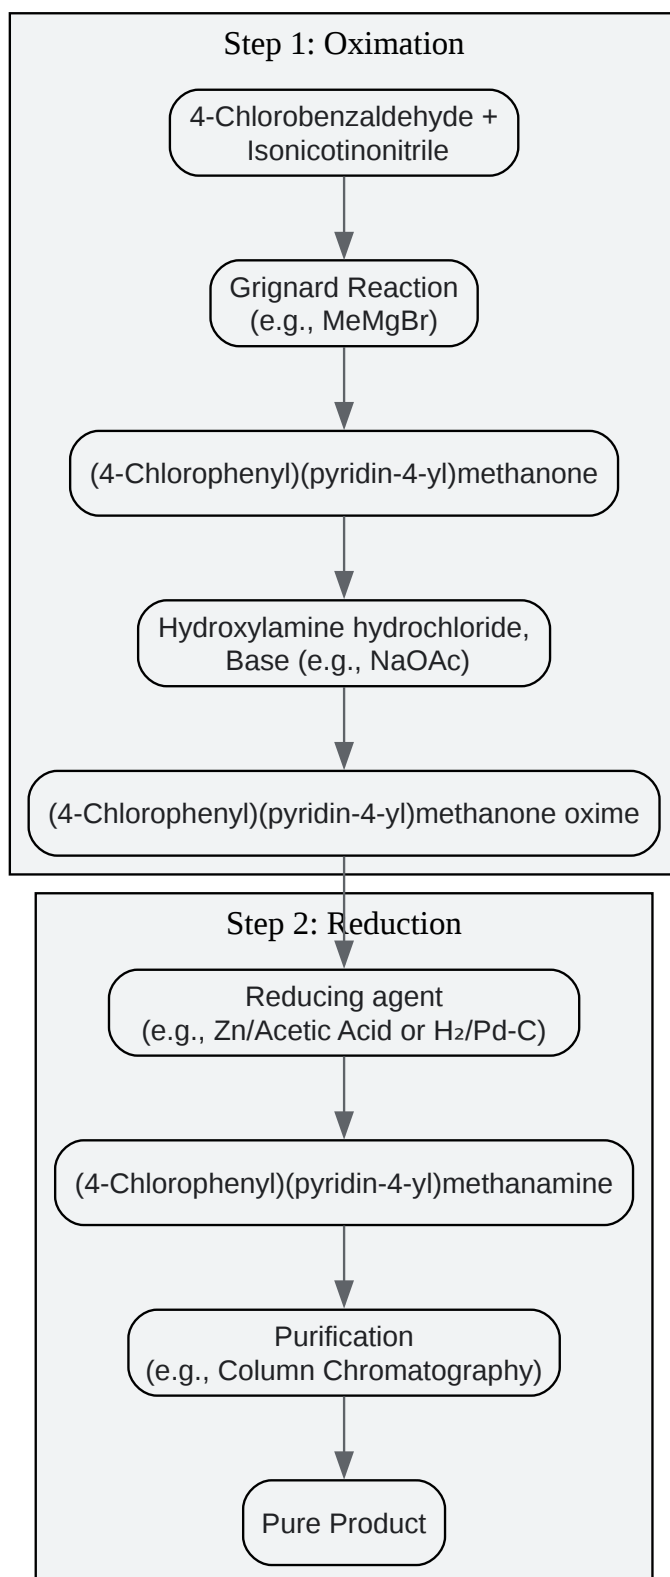 Step 1: Oximation
4-Chlorobenzaldehyde +
Isonicotinonitrile
Grignard Reaction
(e.g., MeMgBr)
(4-Chlorophenyl)(pyridin-4-yl)methanone
Hydroxylamine hydrochloride,
Base (e.g., NaOAc)
(4-Chlorophenyl)(pyridin-4-yl)methanone oxime
Step 2: Reduction
Reducing agent
(e.g., Zn/Acetic Acid or H₂/Pd-C)
(4-Chlorophenyl)(pyridin-4-yl)methanamine
Purification
(e.g., Column Chromatography)
Pure Product